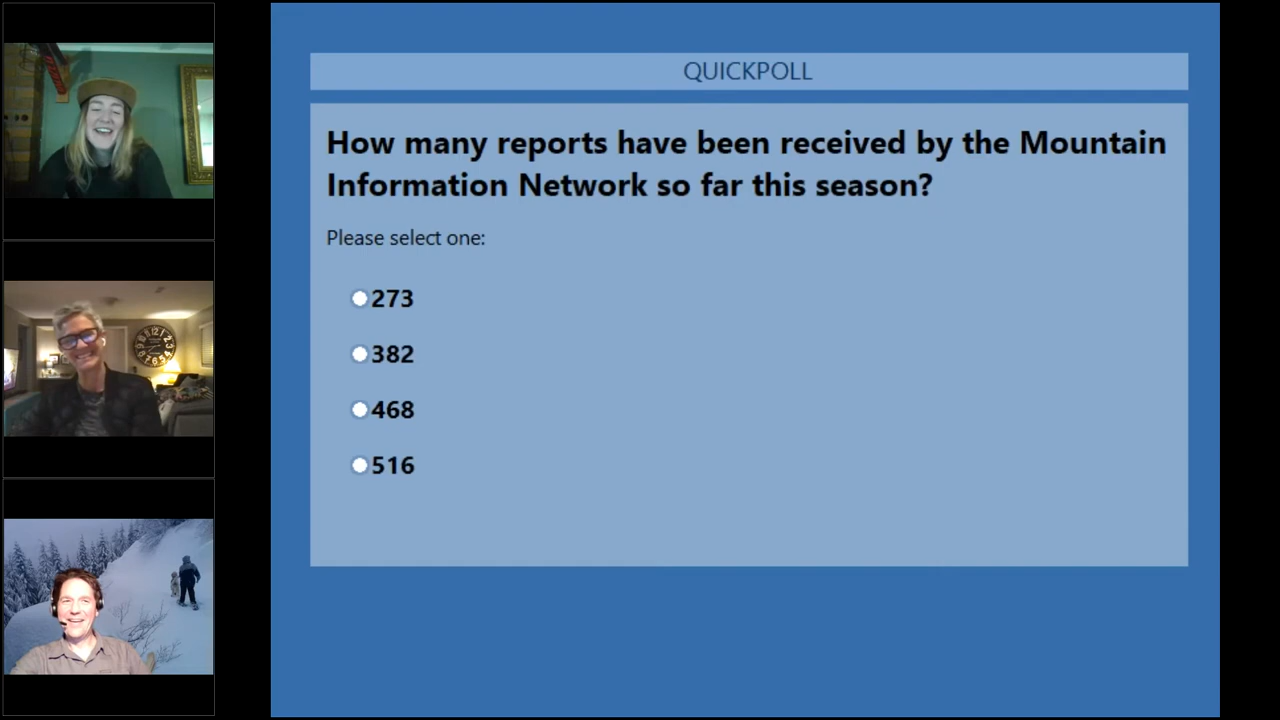 QUICKPOLL
How many reports have been received by the Mountain
Information Network so far this season?
Please select one:
273
382
468
516